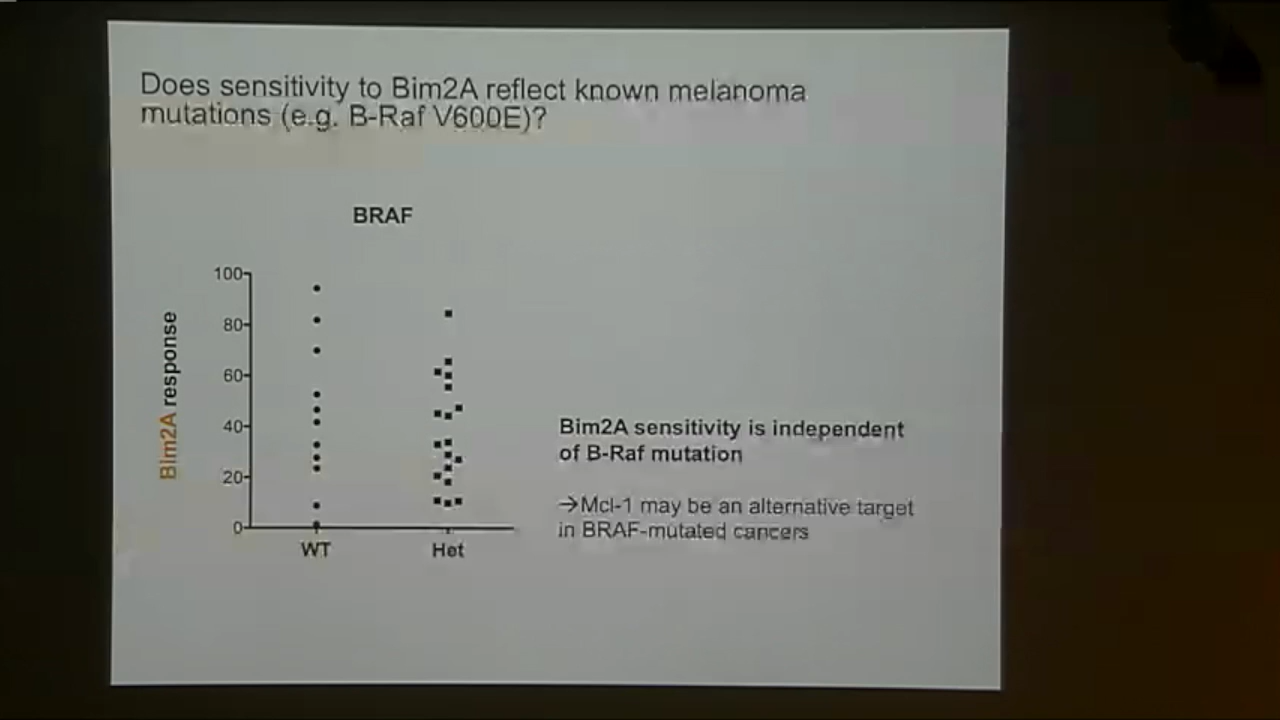 Does sensitivity to Bim2A reflect known melanoma
mutations (e.g. B-Raf V600E)?
BRAF
Bim2A response
100
80
60
40
20
0
WT
Het
Bim2A sensitivity is independent
of B-Raf mutation
→Mcl-1 may be an alternative target
in BRAF-mutated cancers